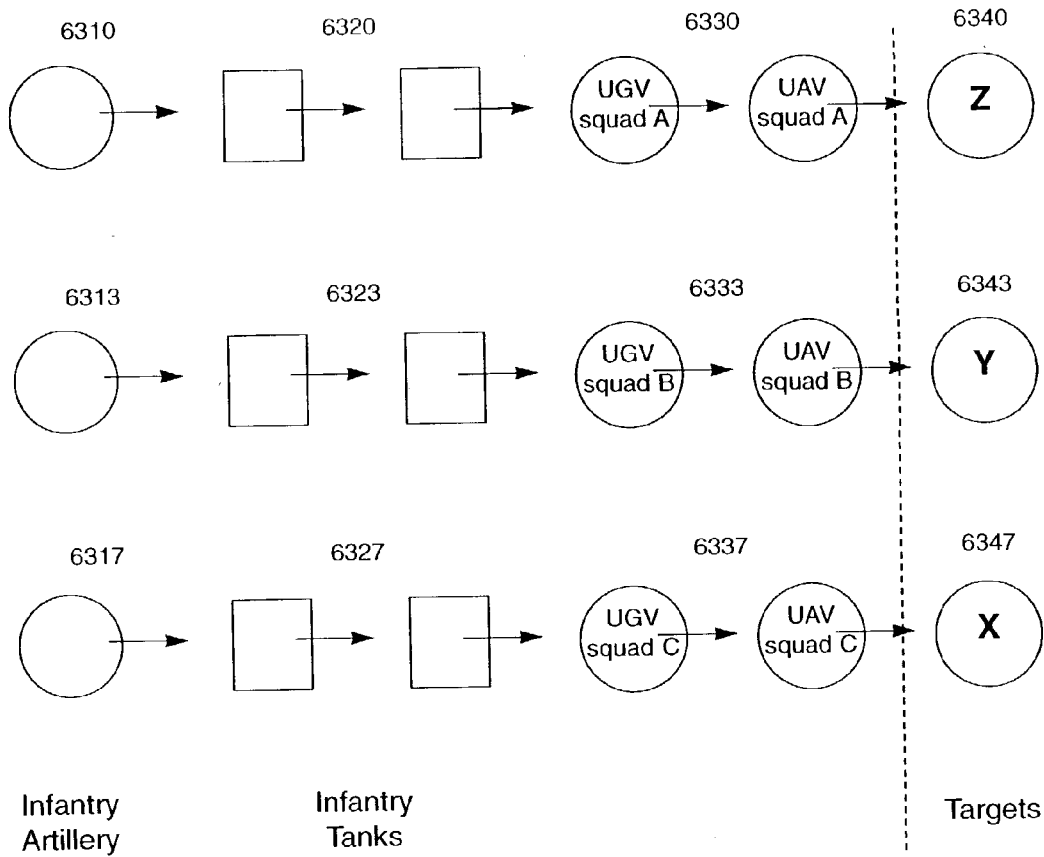 6310 6320 6330 6340
UGV UAV Z
squad A squad A
6313 6323 6333 6343
UGV UAV Y
squad B squad B
6317 6327 6337 6347
UGV UAV X
squad C squad C
Infantry Infantry Targets
Artillery Tanks